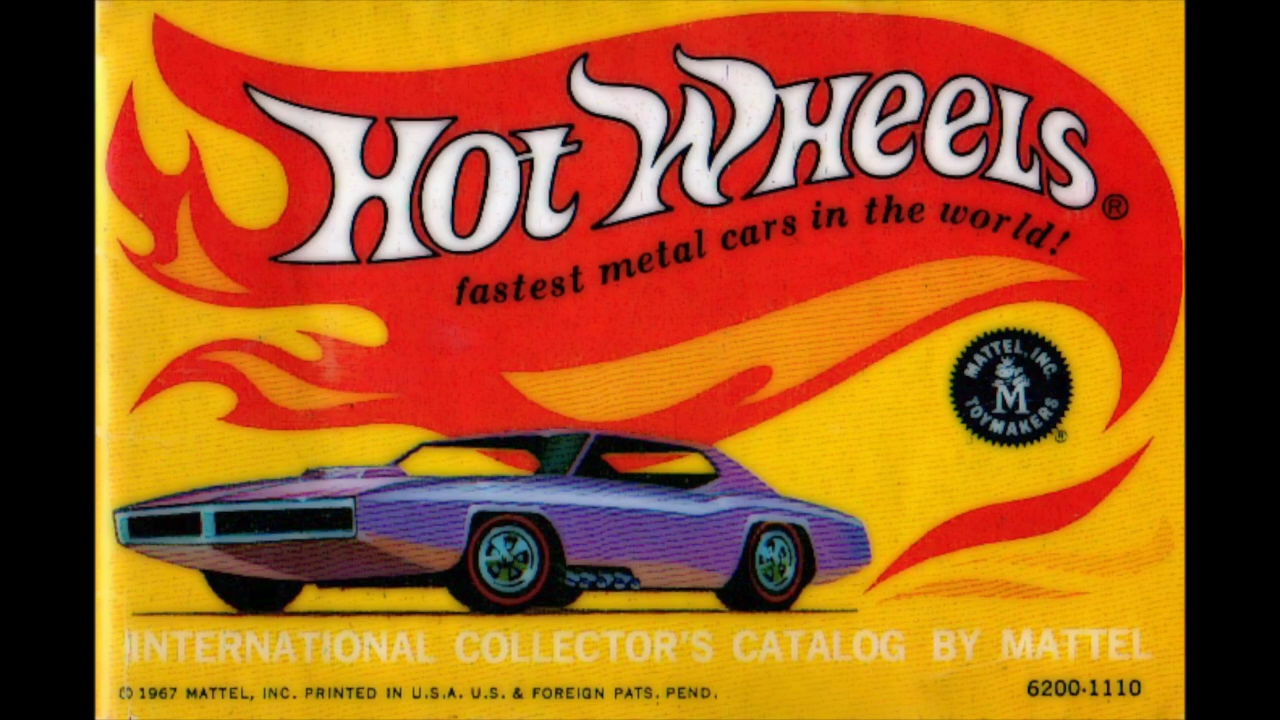 Hot Wheels®
fastest metal cars in the world!
MATTEL, INC.
M
TOYMAKERS
®
INTERNATIONAL COLLECTOR'S CATALOG BY MATTEL
© 1967 MATTEL, INC. PRINTED IN U.S.A. U.S. & FOREIGN PATS. PEND.
6200-1110